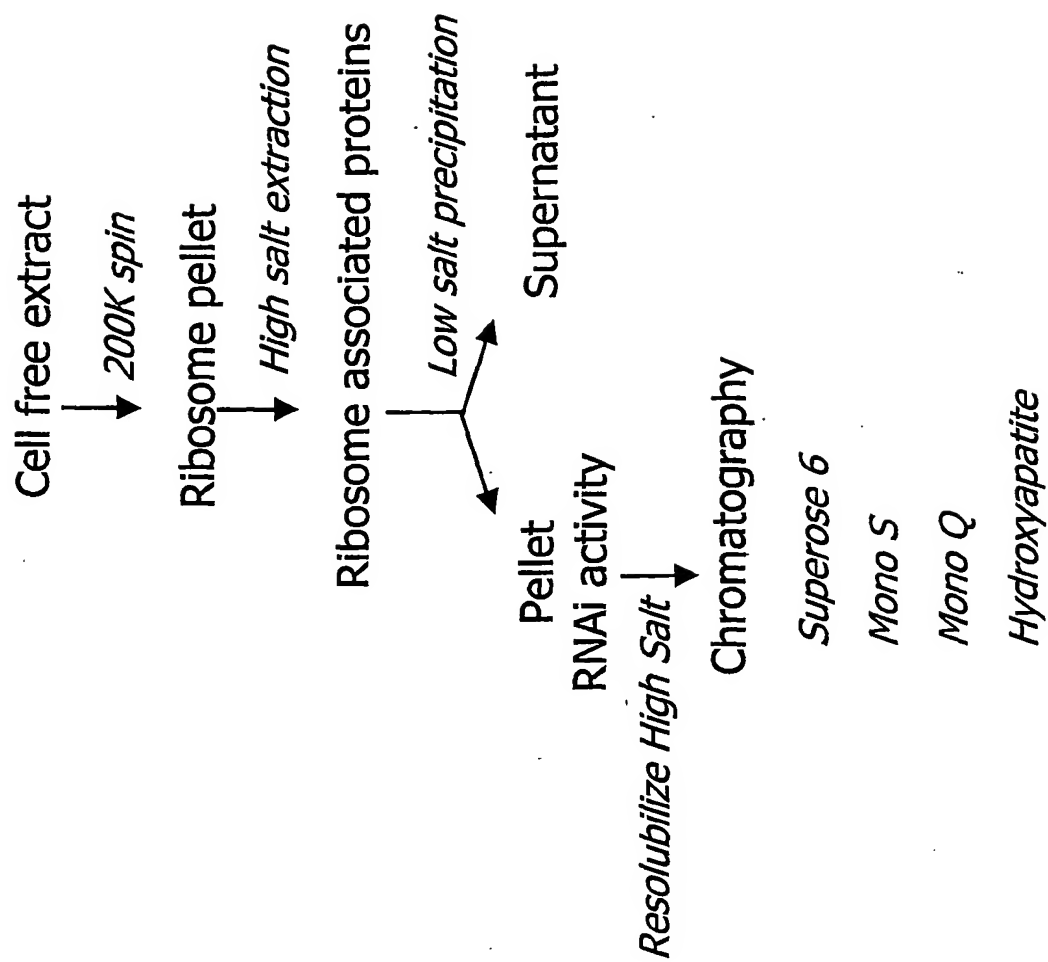 Cell free extract
200K spin
Ribosome pellet
High salt extraction
Ribosome associated proteins
Low salt precipitation
Pellet
RNAi activity
Supernatant
Resolubilize High Salt
Chromatography
Superose 6
Mono S
Mono Q
Hydroxyapatite